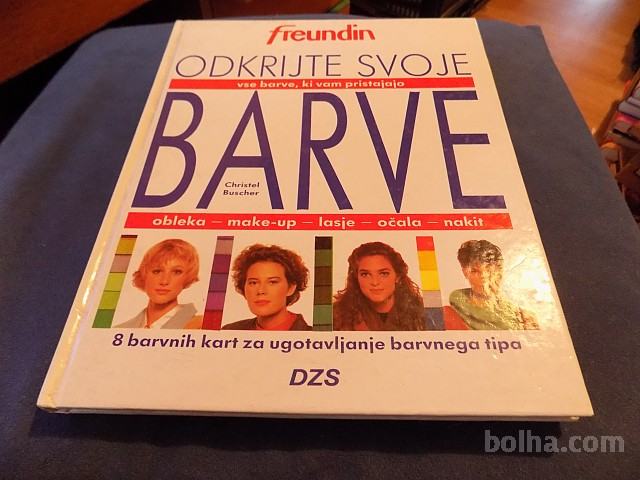 freundin
ODKRIJTE SVOJE
vse barve, ki vam pristajajo
BARVE
Christel
Buscher
obleka – make-up – lasje – očala – nakit
8 barvnih kart za ugotavljanje barvnega tipa
DZS
bolha.com